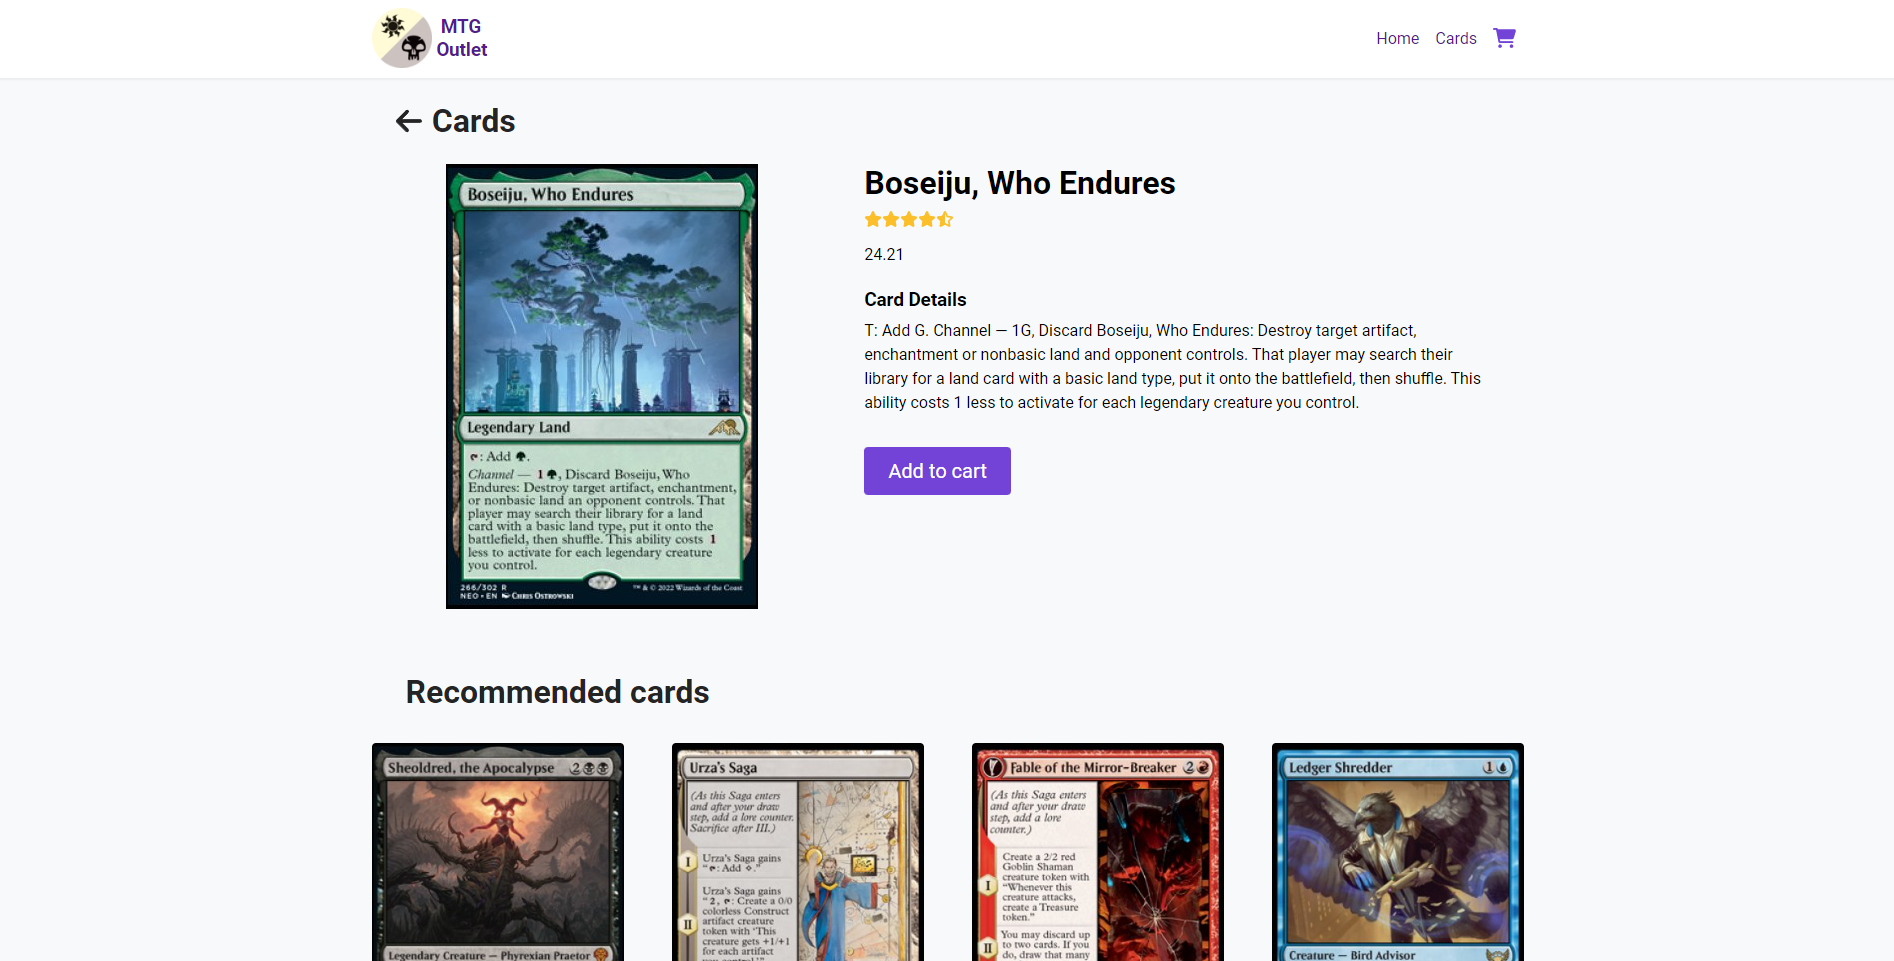 MTG
Outlet
Home Cards
Cards
Boseiju, Who Endures
Legendary Land
: Add .
Channel — 1 , Discard Boseiju, Who
Endures: Destroy target artifact, enchantment,
or nonbasic land an opponent controls. That
player may search their library for a land
card with a basic land type, put it onto the
battlefield, then shuffle. This ability costs 1
less to activate for each legendary creature
you control.
266/302 R
NEO • EN CHRIS OSTROWSKI
™ & © 2022 Wizards of the Coast
Boseiju, Who Endures
24.21
Card Details
T: Add G. Channel — 1G, Discard Boseiju, Who Endures: Destroy target artifact,
enchantment or nonbasic land and opponent controls. That player may search their
library for a land card with a basic land type, put it onto the battlefield, then shuffle. This
ability costs 1 less to activate for each legendary creature you control.
Add to cart
Recommended cards
Sheoldred, the Apocalypse 2
Legendary Creature — Phyrexian Praetor
Urza's Saga
(As this Saga enters
and after your draw
step, add a lore counter.
Sacrifice after III.)
I
Urza's Saga gains
": Add ."
II
Urza's Saga gains
"2, : Create a 0/0
colorless Construct
artifact creature
token with 'This
creature gets +1/+1
for each artifact
you control.'"
Fable of the Mirror-Breaker 2
(As this Saga enters
and after your draw
step, add a lore
counter.)
I
Create a 2/2 red
Goblin Shaman
creature token with
"Whenever this
creature attacks,
create a Treasure
token."
II
You may discard up
to two cards. If you
do, draw that many
Ledger Shredder 1
Creature — Bird Advisor